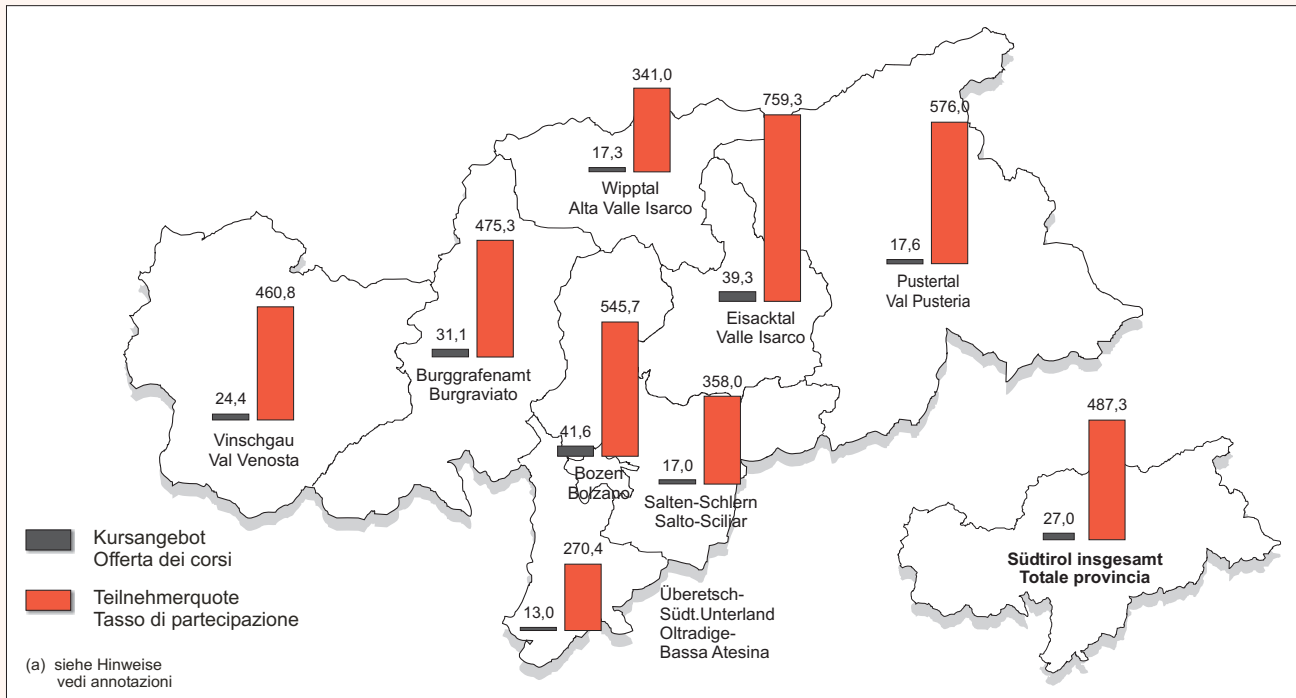 341,0
17,3
Wipptal
Alta Valle Isarco
759,3
39,3
Eisacktal
Valle Isarco
576,0
17,6
Pustertal
Val Pusteria
475,3
31,1
Burggrafenamt
Burgraviato
460,8
24,4
Vinschgau
Val Venosta
545,7
41,6
Bozen
Bolzano
358,0
17,0
Salten-Schlern
Salto-Sciliar
270,4
13,0
Überetsch-
Südt.Unterland
Oltradige-
Bassa Atesina
487,3
27,0
Südtirol insgesamt
Totale provincia
Kursangebot
Offerta dei corsi
Teilnehmerquote
Tasso di partecipazione
(a) siehe Hinweise
vedi annotazioni